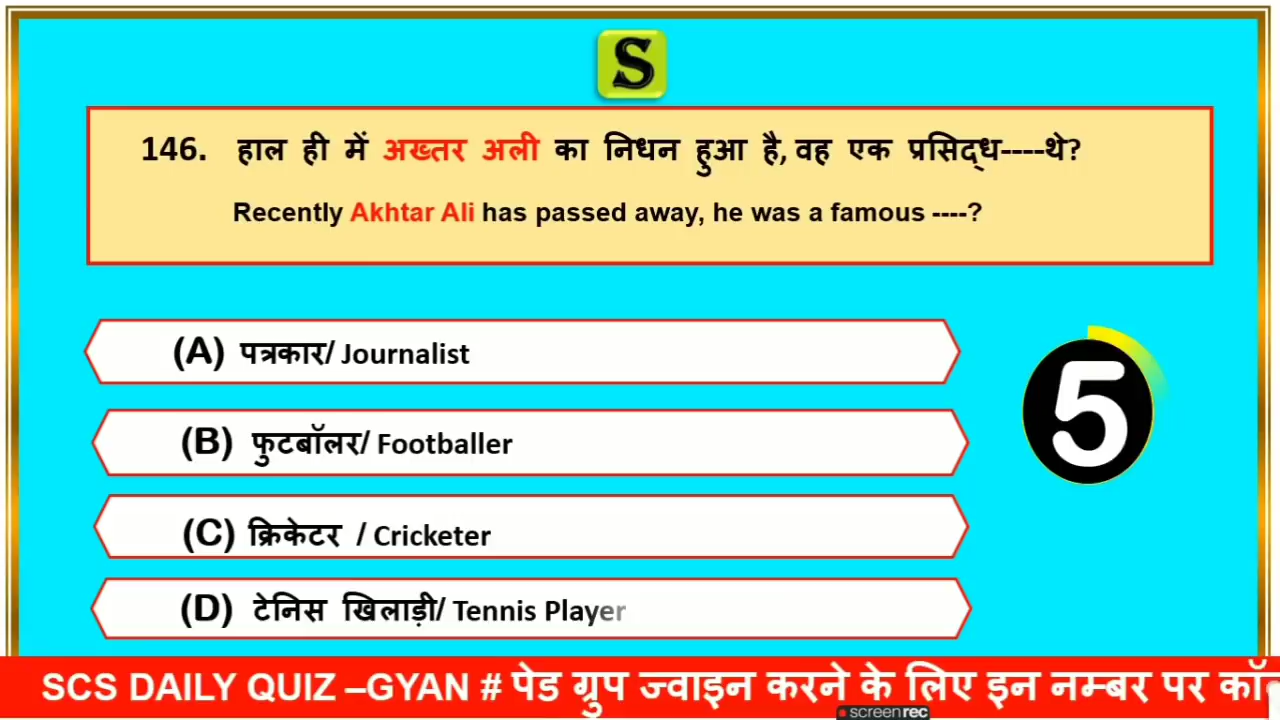 S
146. हाल ही में अख्तर अली का निधन हुआ है, वह एक प्रसिद्ध----थे?
Recently Akhtar Ali has passed away, he was a famous ----?
(A) पत्रकार/ Journalist
(B) फुटबॉलर/ Footballer
5
(C) क्रिकेटर / Cricketer
(D) टेनिस खिलाड़ी/ Tennis Player
SCS DAILY QUIZ –GYAN # पेड ग्रुप ज्वाइन करने के लिए इन नम्बर पर
screenrec